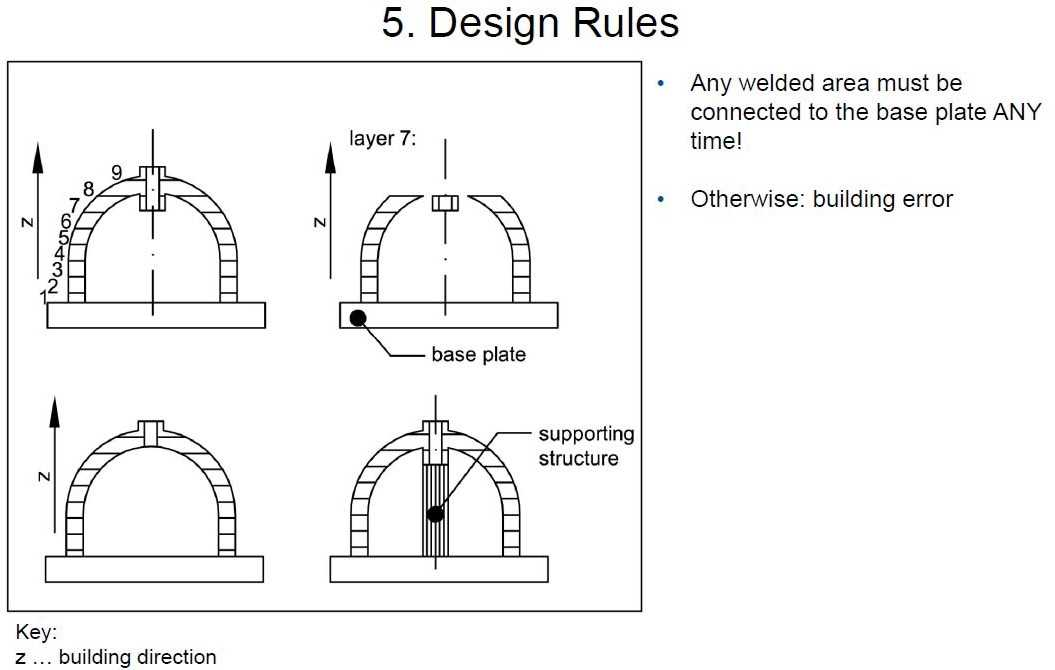 5. Design Rules
• Any welded area must be
connected to the base plate ANY
time!
• Otherwise: building error
z
1
2
3
4
5
6
7
8
9
layer 7:
z
base plate
z
supporting
structure
Key:
z … building direction